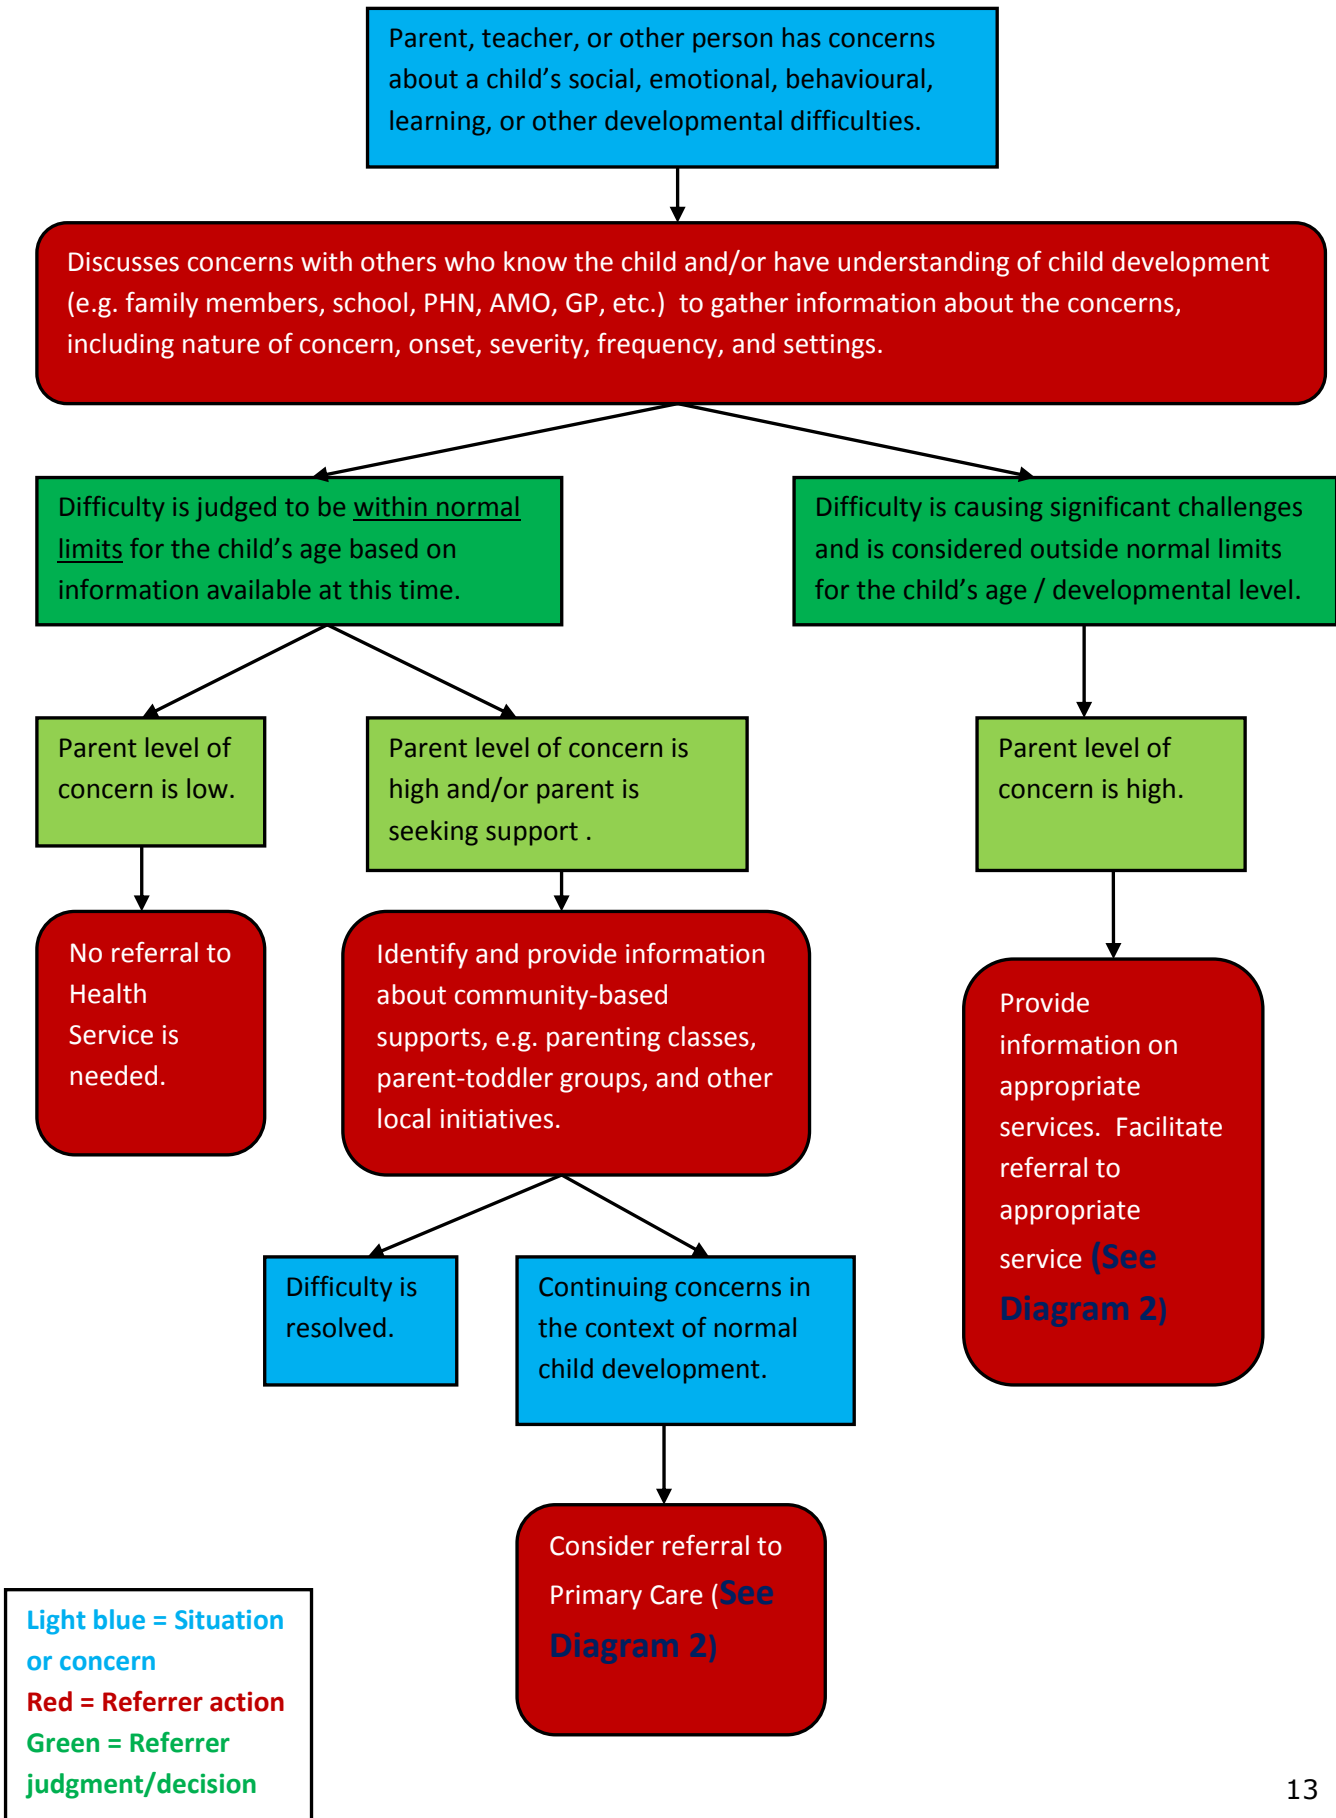 Parent, teacher, or other person has concerns
about a child’s social, emotional, behavioural,
learning, or other developmental difficulties.
Discusses concerns with others who know the child and/or have understanding of child development
(e.g. family members, school, PHN, AMO, GP, etc.)  to gather information about the concerns,
including nature of concern, onset, severity, frequency, and settings.
Difficulty is judged to be within normal
limits for the child’s age based on
information available at this time.
Difficulty is causing significant challenges
and is considered outside normal limits
for the child’s age / developmental level.
Parent level of
concern is low.
Parent level of concern is
high and/or parent is
seeking support .
Parent level of
concern is high.
No referral to
Health
Service is
needed.
Identify and provide information
about community-based
supports, e.g. parenting classes,
parent-toddler groups, and other
local initiatives.
Provide
information on
appropriate
services.  Facilitate
referral to
appropriate
service (See
Diagram 2)
Difficulty is
resolved.
Continuing concerns in
the context of normal
child development.
Consider referral to
Primary Care (See
Diagram 2)
Light blue = Situation
or concern
Red = Referrer action
Green = Referrer
judgment/decision
13